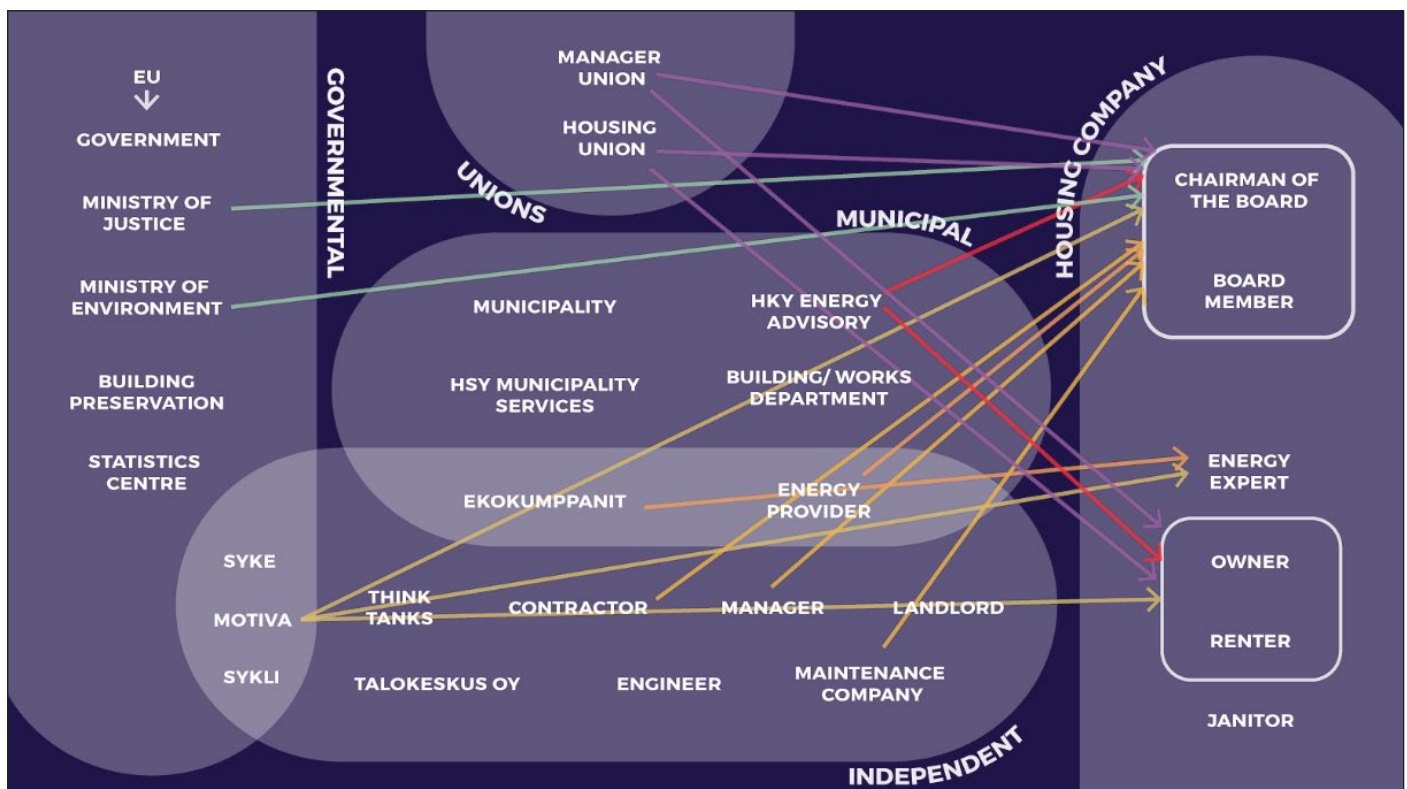 EU
GOVERNMENT
MINISTRY OF
JUSTICE
MINISTRY OF
ENVIRONMENT
BUILDING
PRESERVATION
STATISTICS
CENTRE
SYKE
MOTIVA
SYKLI
GOVERNMENTAL
MANAGER
UNION
HOUSING
UNION
UNIONS
MUNICIPAL
MUNICIPALITY
HKY ENERGY
ADVISORY
HSY MUNICIPALITY
SERVICES
BUILDING/ WORKS
DEPARTMENT
EKOKUMPPANIT
ENERGY
PROVIDER
THINK
TANKS
CONTRACTOR
MANAGER
LANDLORD
TALOKESKUS OY
ENGINEER
MAINTENANCE
COMPANY
INDEPENDENT
HOUSING COMPANY
CHAIRMAN OF
THE BOARD
BOARD
MEMBER
ENERGY
EXPERT
OWNER
RENTER
JANITOR